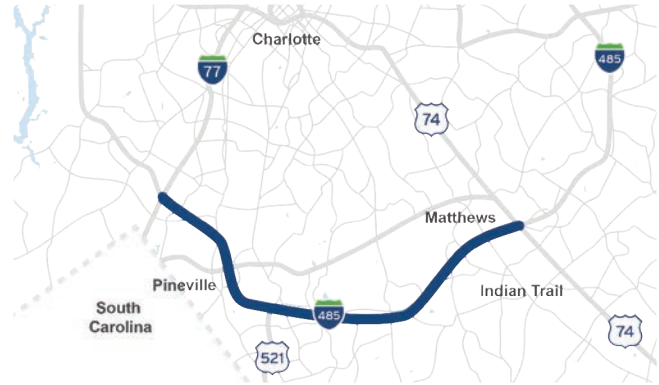 Charlotte
77
485
74
Matthews
Pineville
Indian Trail
South
Carolina
485
74
521